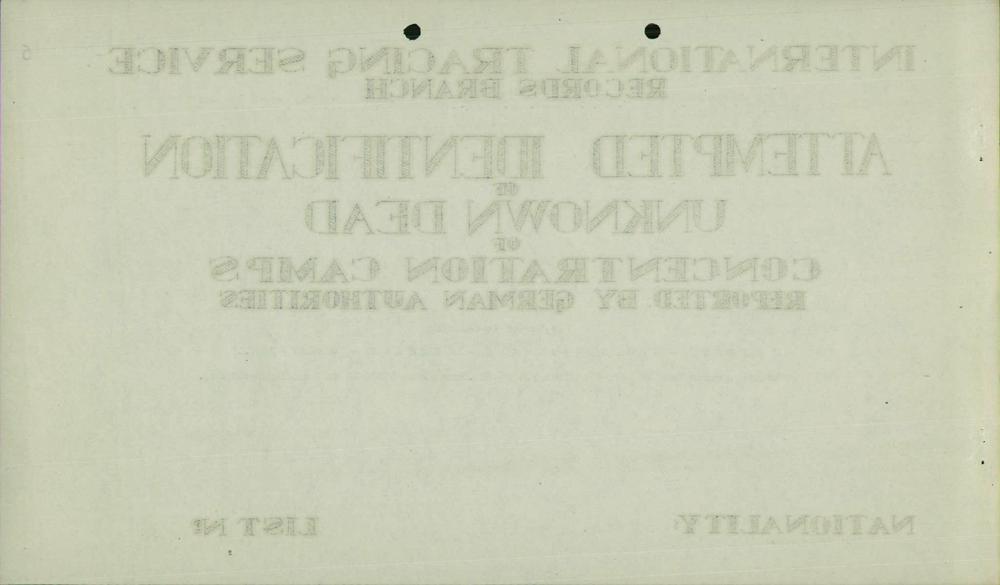 6
INTERNATIONAL TRACING SERVICE
RECORDS BRANCH
ATTEMPTED IDENTIFICATION
OF
UNKNOWN DEAD
OF
CONCENTRATION CAMPS
REPORTED BY GERMAN AUTHORITIES
NATIONALITY: LIST Nº